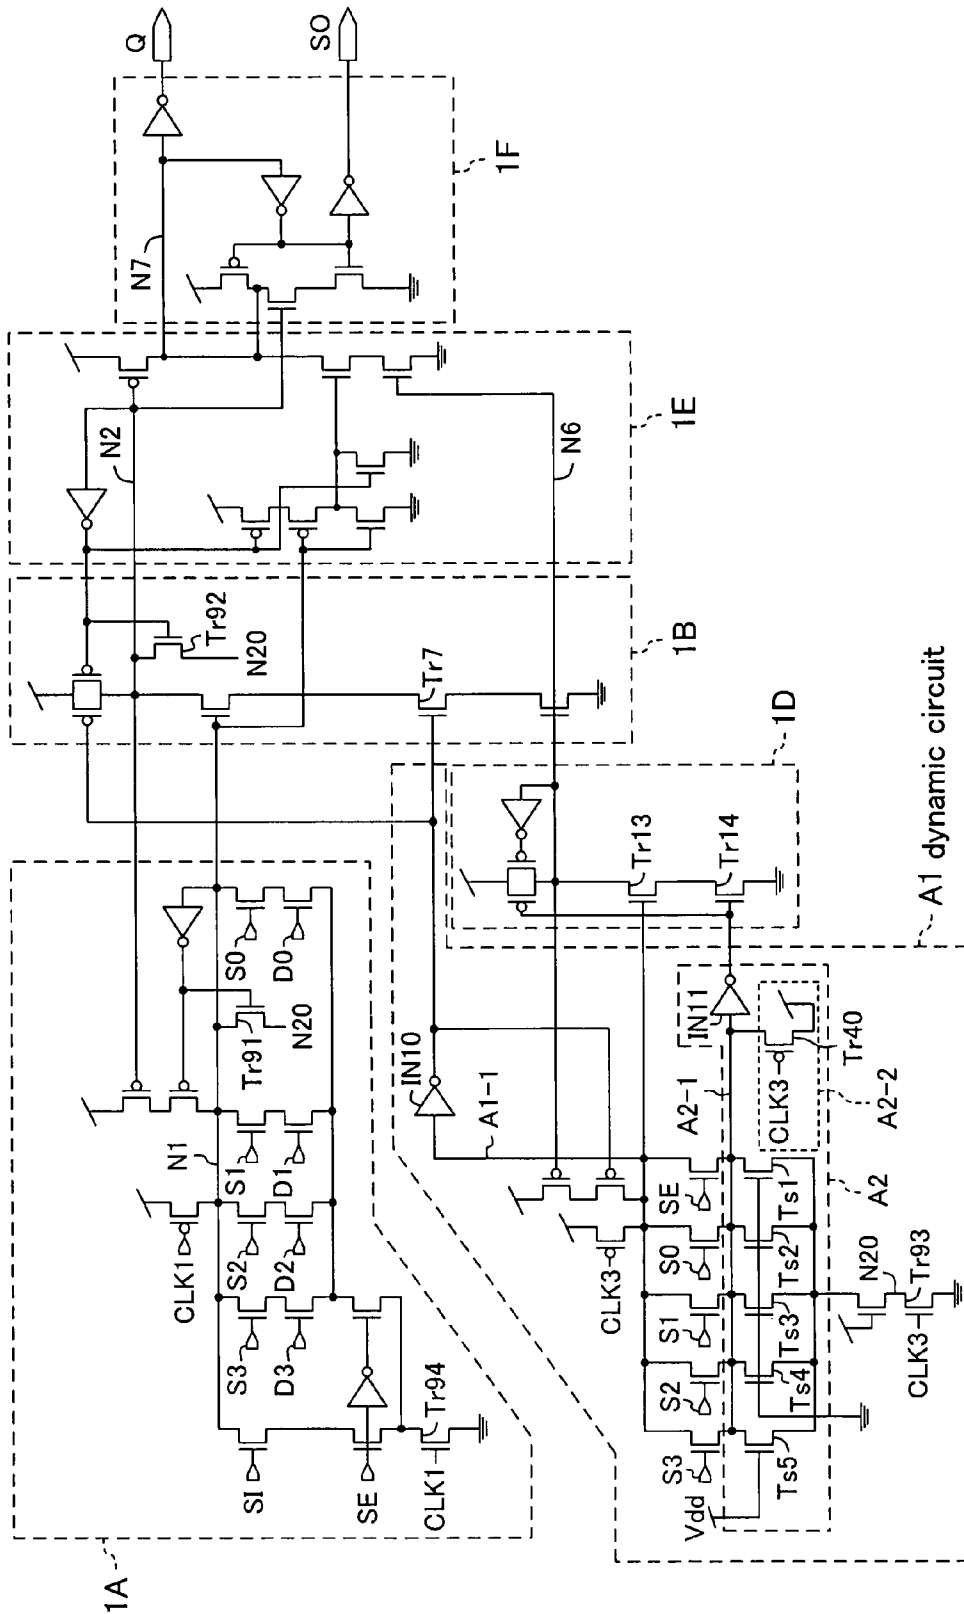 1A
SI
SE
CLK1
Tr94
S3
D3
CLK1
S2
D2
N1
S1
D1
Tr91
N20
S0
D0
Tr92
N20
1B
Tr7
N2
1E
N6
N7
1F
Q
SO
IN10
A1-1
CLK3
S3
S2
S1
S0
SE
Vdd
Ts5
Ts4
Ts3
Ts2
Ts1
A2-1
IN11
CLK3
Tr40
A2-2
A2
N20
CLK3
Tr93
Tr13
Tr14
1D
A1 dynamic circuit